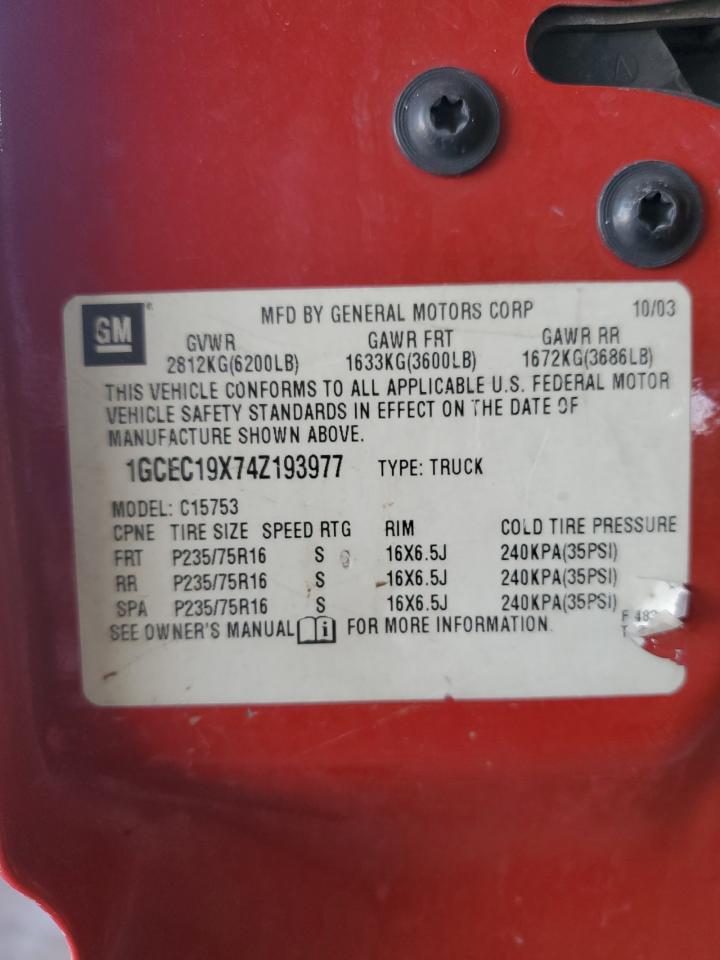 GM® MFD BY GENERAL MOTORS CORP 10/03
GVWR GAWR FRT GAWR RR
2812KG(6200LB) 1633KG(3600LB) 1672KG(3686LB)
THIS VEHICLE CONFORMS TO ALL APPLICABLE U.S. FEDERAL MOTOR
VEHICLE SAFETY STANDARDS IN EFFECT ON THE DATE OF
MANUFACTURE SHOWN ABOVE.
1GCEC19X74Z193977 TYPE: TRUCK
MODEL: C15753
CPNE TIRE SIZE SPEED RTG RIM COLD TIRE PRESSURE
FRT P235/75R16 S 16X6.5J 240KPA(35PSI)
RR P235/75R16 S 16X6.5J 240KPA(35PSI)
SPA P235/75R16 S 16X6.5J 240KPA(35PSI)
SEE OWNER'S MANUAL i FOR MORE INFORMATION.